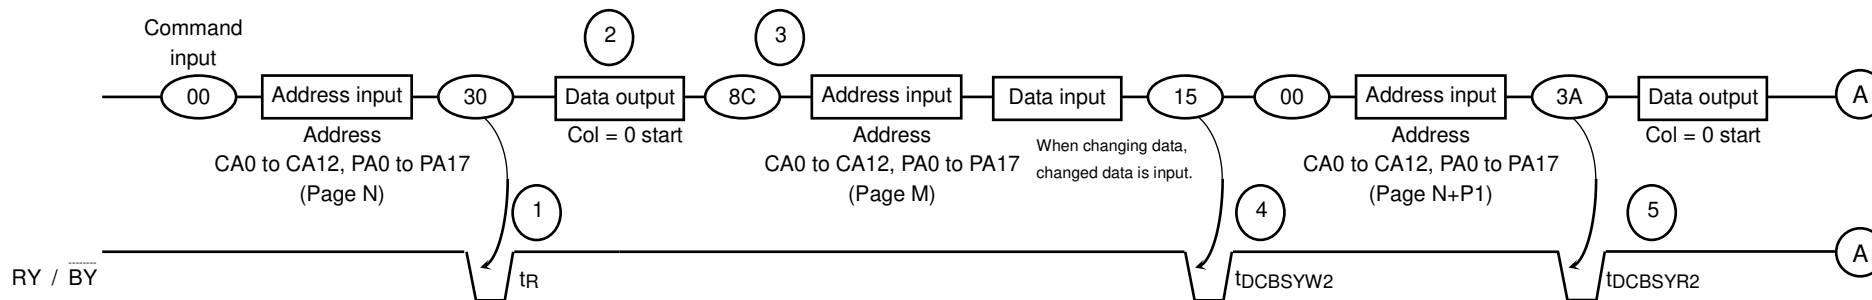 Command
input
2
3
00
Address input
30
Data output
8C
Address input
Data input
15
00
Address input
3A
Data output
A
Address
CA0 to CA12, PA0 to PA17
(Page N)
Col = 0 start
Address
CA0 to CA12, PA0 to PA17
(Page M)
When changing data,
changed data is input.
Address
CA0 to CA12, PA0 to PA17
(Page N+P1)
Col = 0 start
1
4
5
RY / BY
tR
tDCBSYW2
tDCBSYR2
A